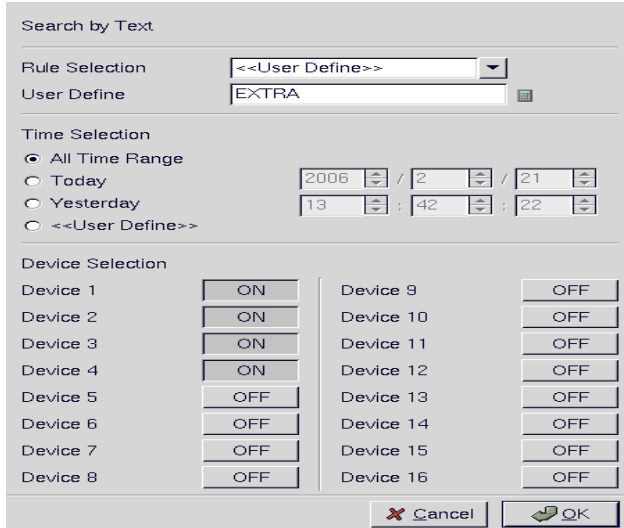 Search by Text
Rule Selection <<User Define>>
User Define EXTRA
Time Selection
All Time Range
Today 2006 / 2 / 21
Yesterday 13 : 42 : 22
<<User Define>>
Device Selection
Device 1 ON Device 9 OFF
Device 2 ON Device 10 OFF
Device 3 ON Device 11 OFF
Device 4 ON Device 12 OFF
Device 5 OFF Device 13 OFF
Device 6 OFF Device 14 OFF
Device 7 OFF Device 15 OFF
Device 8 OFF Device 16 OFF
Cancel OK